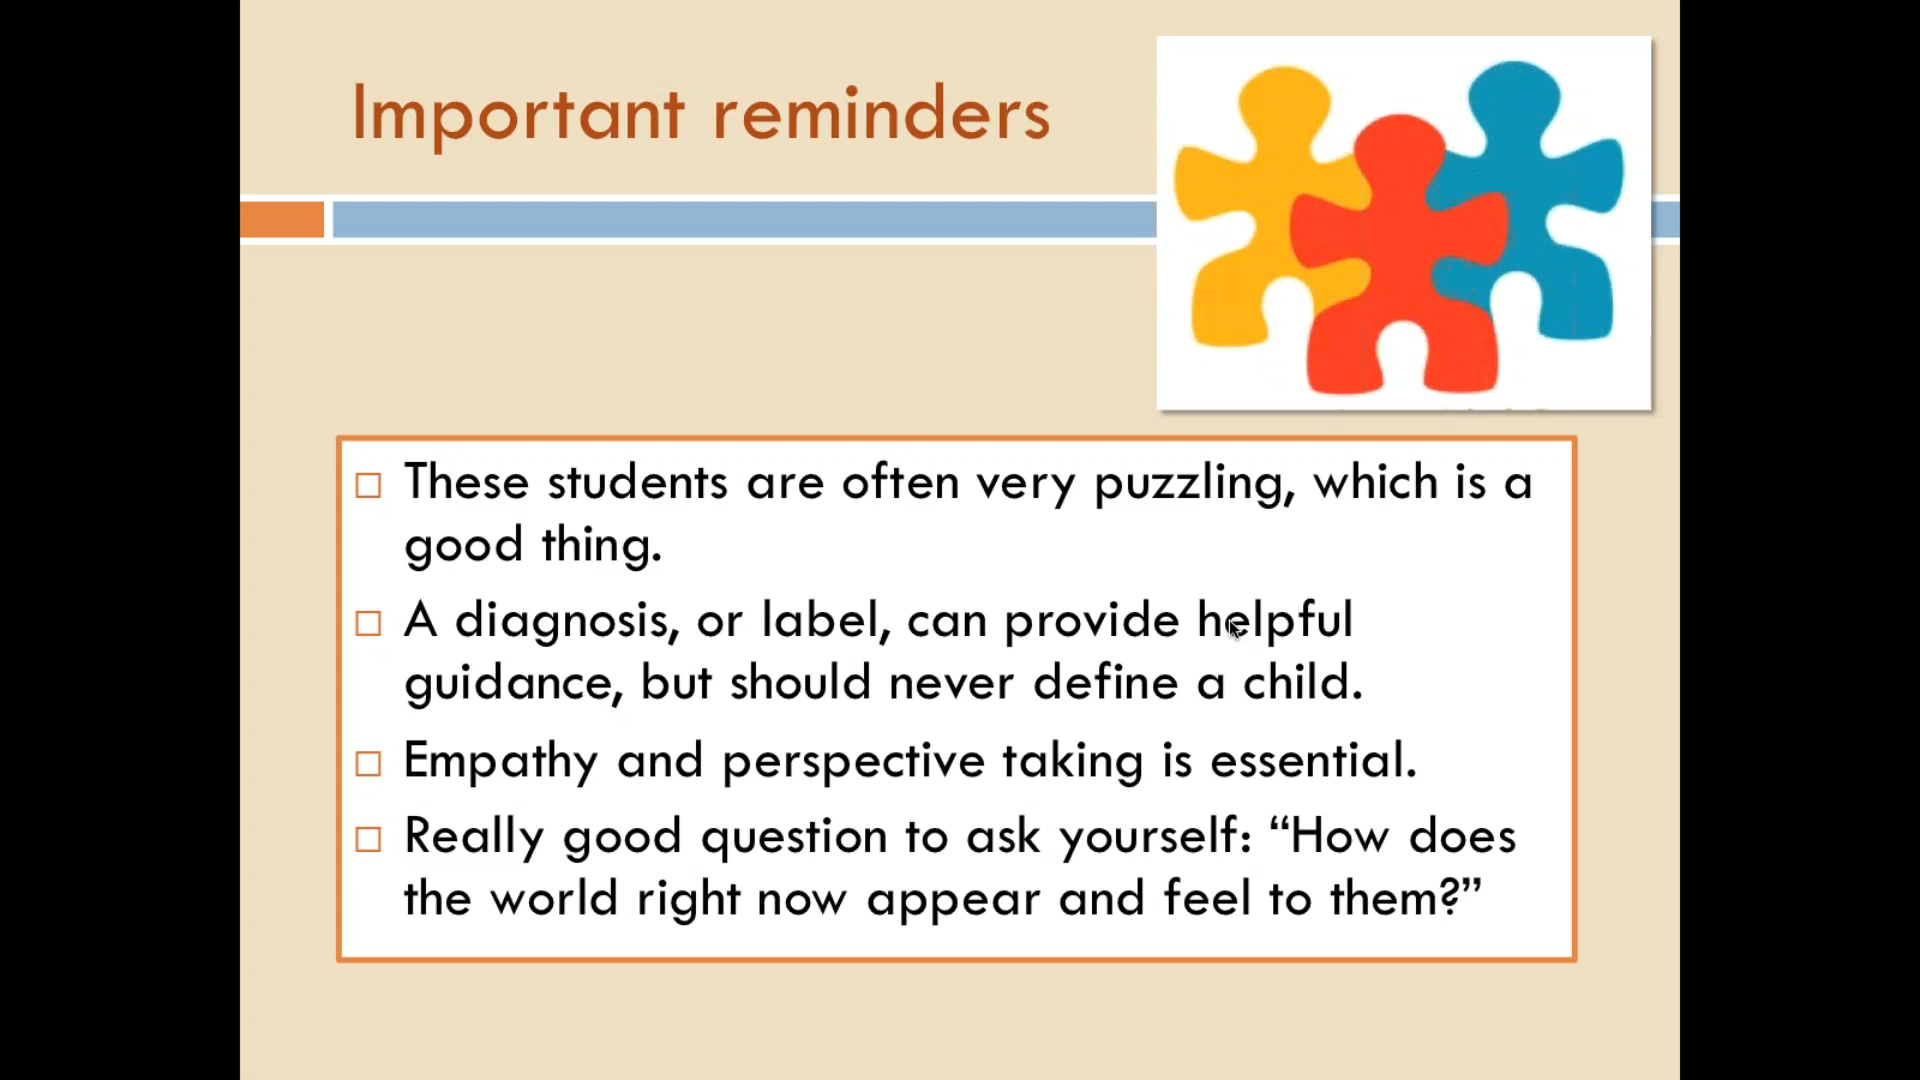 Important reminders
These students are often very puzzling, which is a
good thing.
A diagnosis, or label, can provide helpful
guidance, but should never define a child.
Empathy and perspective taking is essential.
Really good question to ask yourself: “How does
the world right now appear and feel to them?”